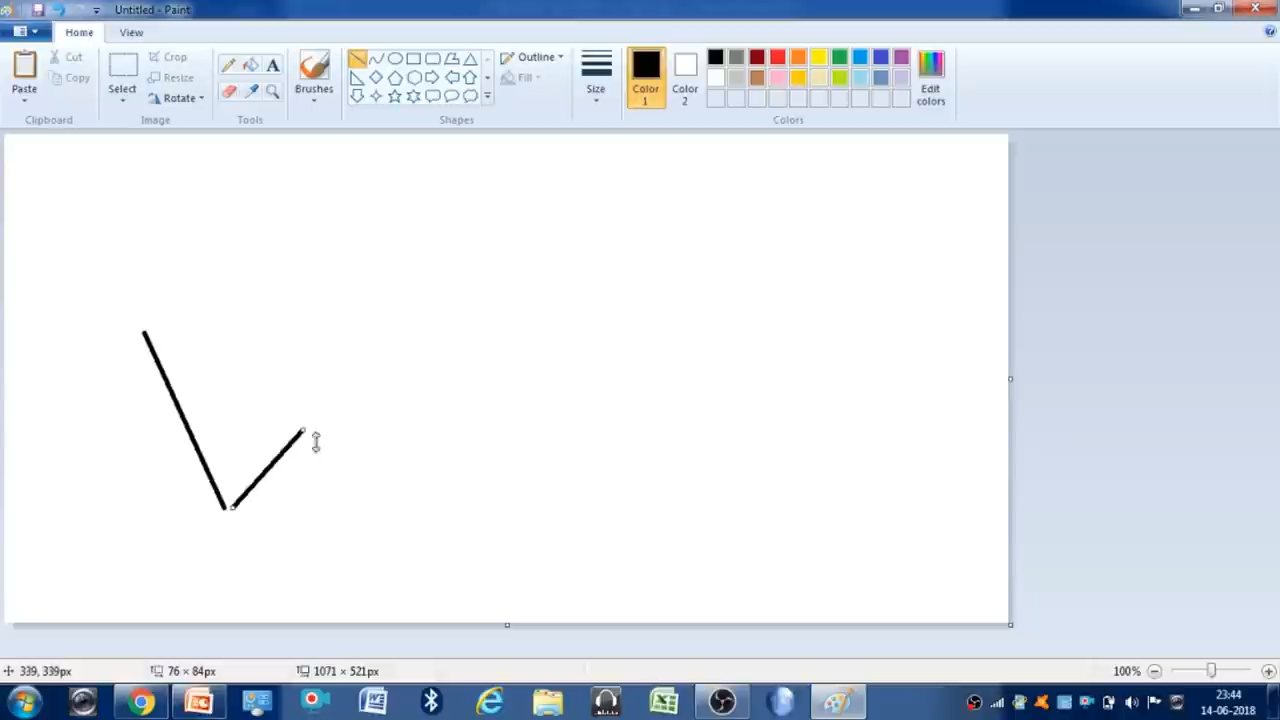 Untitled - Paint
Home View
Paste Cut Copy
Select Crop Resize Rotate
Brushes
Outline Fill
Size
Color 1
Color 2
Edit colors
Clipboard Image Tools Shapes Colors
339, 339px 76 × 84px 1071 × 521px 100%
23:44
14-06-2018